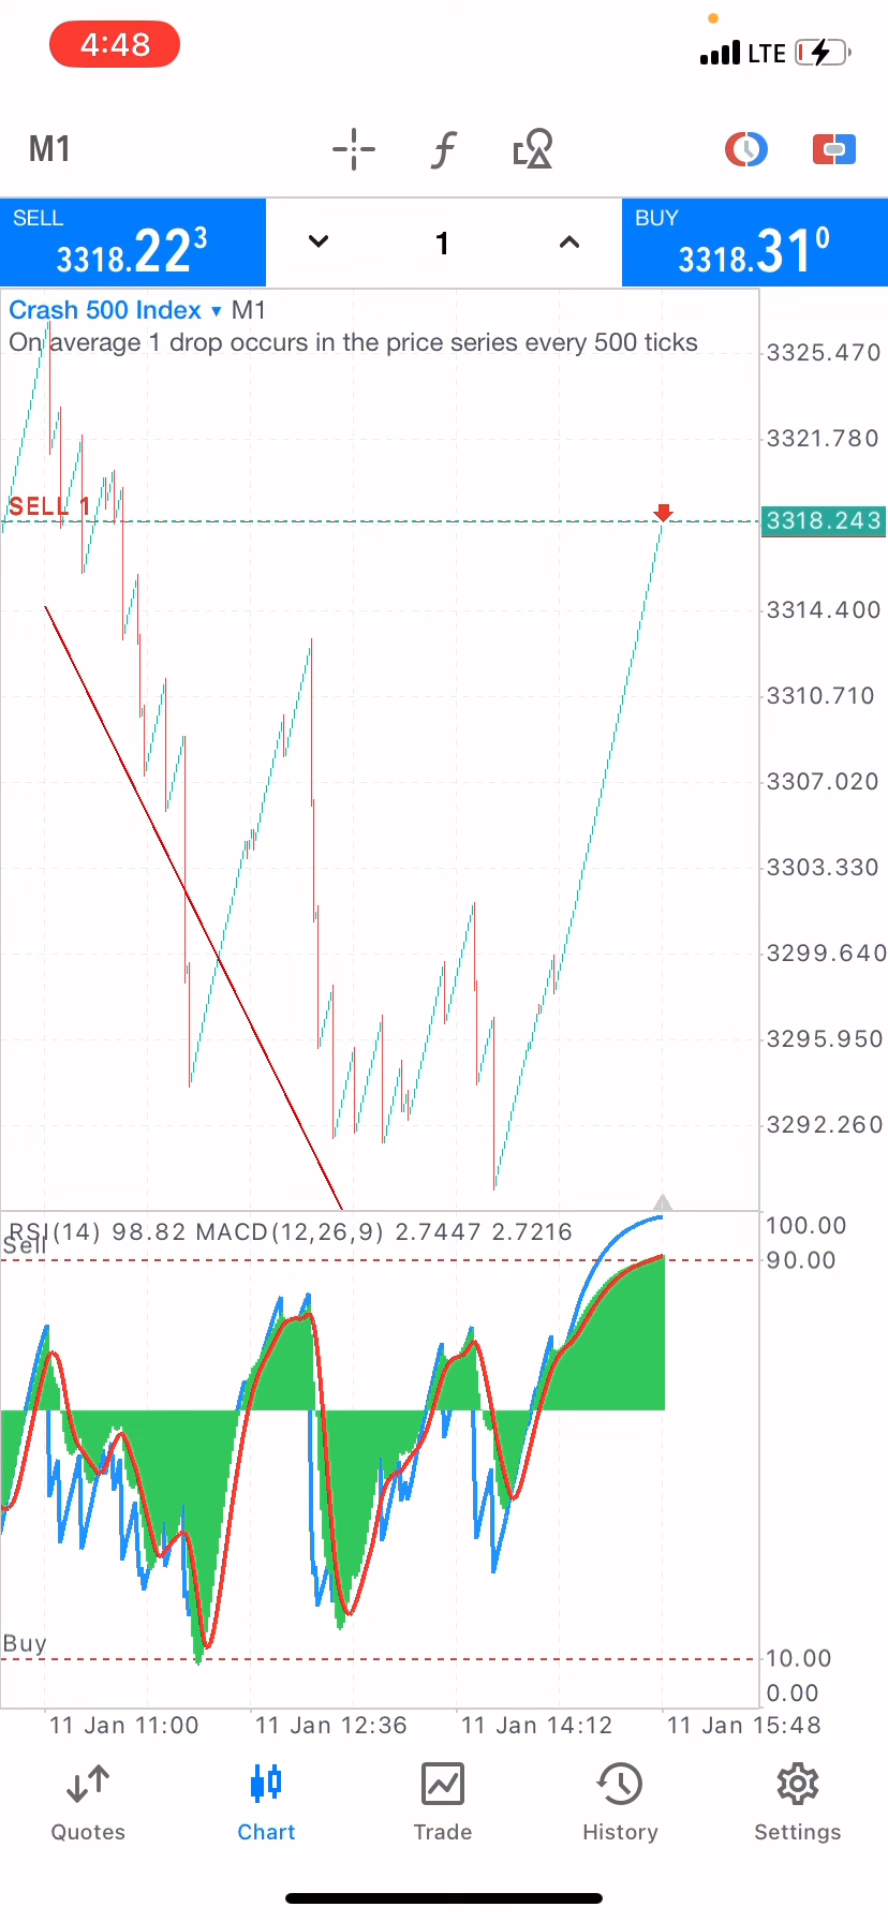 4:48
LTE
M1
f
SELL
3318.223
1
BUY
3318.310
Crash 500 Index ▾ M1
On average 1 drop occurs in the price series every 500 ticks
3325.470
3321.780
SELL 1
3318.243
3314.400
3310.710
3307.020
3303.330
3299.640
3295.950
3292.260
RSI(14) 98.82 MACD(12,26,9) 2.7447 2.7216
100.00
Sell
90.00
Buy
10.00
0.00
11 Jan 11:00
11 Jan 12:36
11 Jan 14:12
11 Jan 15:48
Quotes
Chart
Trade
History
Settings